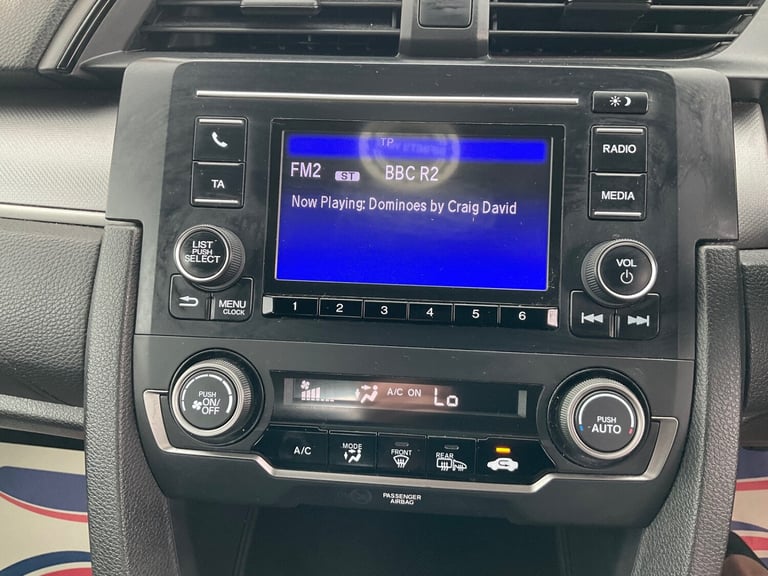 TP
FM2 ST BBC R2
Now Playing: Dominoes by Craig David
TA
RADIO
MEDIA
LIST
PUSH
SELECT
MENU
CLOCK
VOL
1 2 3 4 5 6
PUSH
ON/
OFF
A/C ON Lo
PUSH
AUTO
A/C
MODE
FRONT
REAR
PASSENGER
AIRBAG